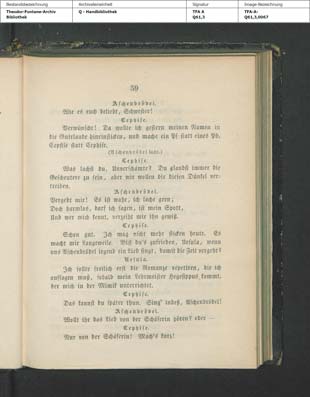 Bestandsbezeichnung Archivalieneinheit Signatur Image-Bezeichnung
Theodor-Fontane-Archiv Q - Handbibliothek TFA A TFA-A-
Bibliothek Q61,3 Q61,3,0067
59
Aschenbrödel.
Wie es euch beliebt, Schwester!
Cephise.
Verwünscht! Da wollte ich gestern meinen Namen in
die Guirlande hineinsticken, und mache ein Pf statt eines Ph,
Cepfise statt Cephise.
(Aschenbrödel lacht.)
Cephise.
Was lachst du, Unverschämte? Du glaubst immer die
Gescheutere zu sein, aber wir wollen dir diesen Dünkel ver-
treiben.
Aschenbrödel.
Vergebt mir! Es ist wahr, ich lache gern;
Doch harmlos, darf ich sagen, ist mein Spott,
Und wer mich kennt, verzeiht mir ihn gewiß.
Cephise.
Schon gut. Ich mag nicht mehr sticken heute. Es
macht mir Langeweile. Bist du's zufrieden, Ursula, wenn
uns Aschenbrödel irgend ein Lied singt, damit die Zeit vergeht?
Ursula.
Ich sollte freilich erst die Romanze repetiren, die ich
aufsagen muß, sobald mein Lehrmeister Hegesippus kommt,
der mich in der Mimik unterrichtet.
Cephise.
Das kannst du später thun. Sing' indeß, Aschenbrödel!
Aschenbrödel.
Wollt ihr das Lied von der Schäferin hören? oder —
Cephise.
Nur von der Schäferin! Mach's kurz!